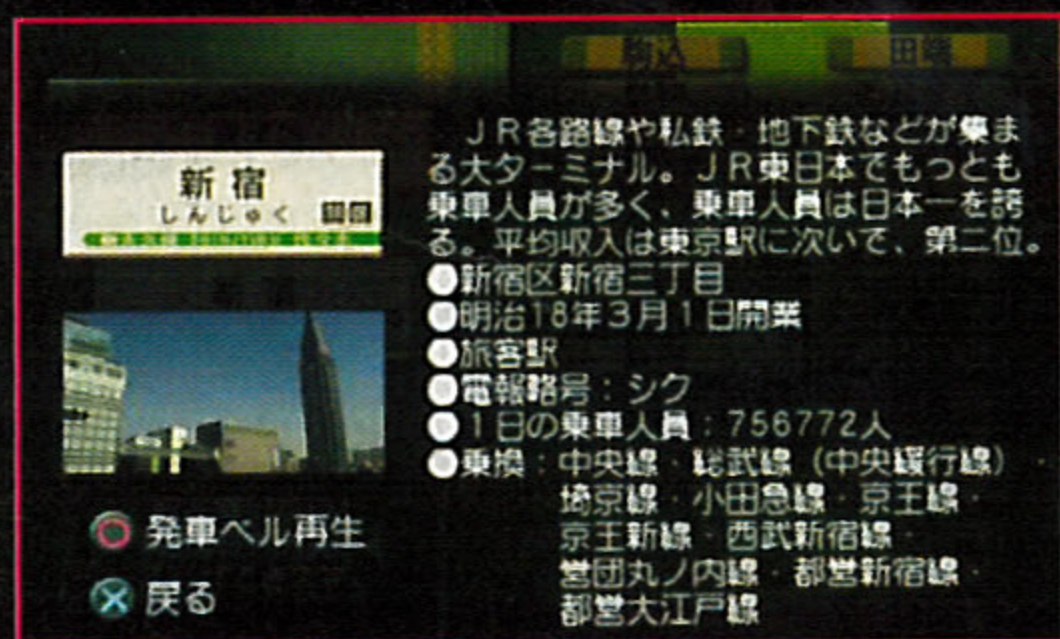 駒込
田端
新宿
しんじゅく
JR各路線や私鉄・地下鉄などが集ま
る大ターミナル。JR東日本でもっとも
乗車人員が多く、乗車人員は日本一を誇
る。平均収入は東京駅に次いで、第二位。
●新宿区新宿三丁目
●明治18年3月1日開業
●旅客駅
●電報略号：シク
●1日の乗車人員：756772人
●乗換：中央線・総武線（中央緩行線）・
埼京線・小田急線・京王線・
京王新線・西武新宿線・
営団丸ノ内線・都営新宿線・
都営大江戸線
発車ベル再生
戻る